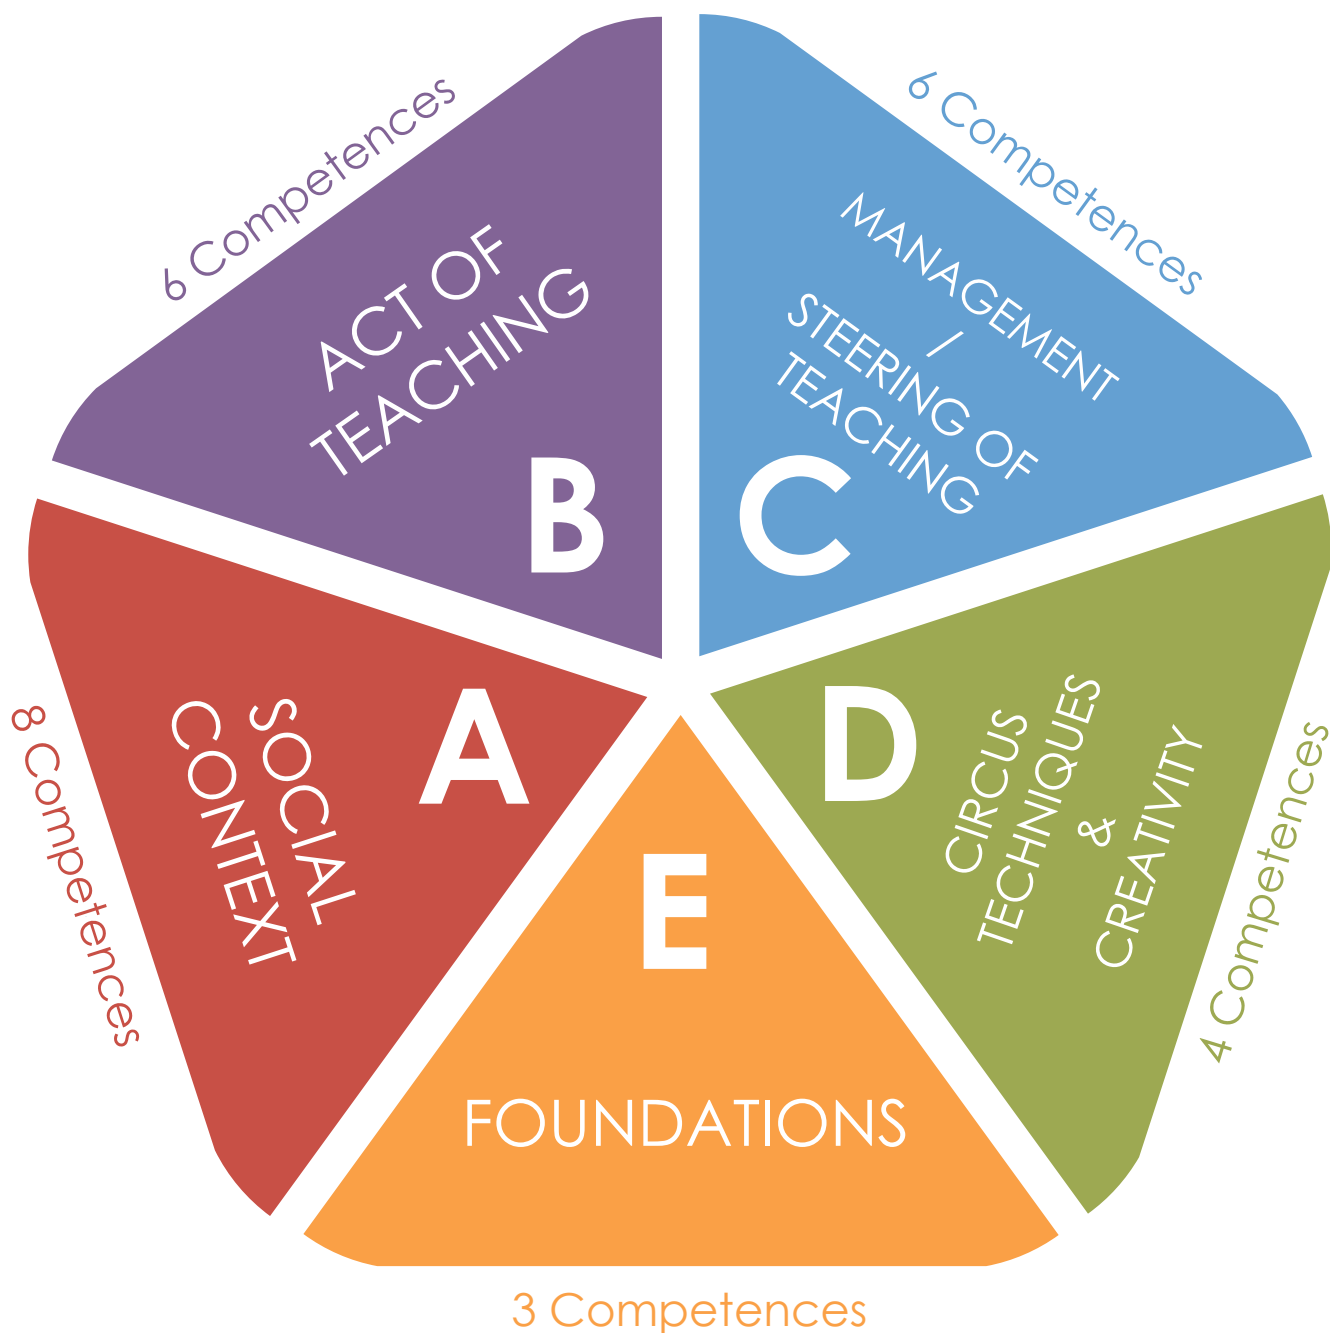 6 Competences
ACT OF
TEACHING
B
6 Competences
MANAGEMENT
/
STEERING OF
TEACHING
C
8 Competences
SOCIAL
CONTEXT
A
D
CIRCUS
TECHNIQUES
&
CREATIVITY
4 Competences
E
FOUNDATIONS
3 Competences